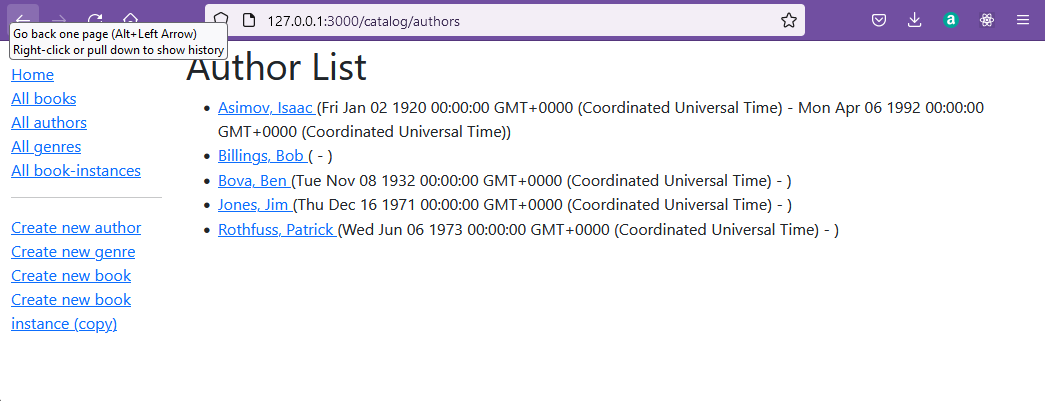 127.0.0.1:3000/catalog/authors
Go back one page (Alt+Left Arrow)
Right-click or pull down to show history
Home
All books
All authors
All genres
All book-instances
Create new author
Create new genre
Create new book
Create new book
instance (copy)
Author List
Asimov, Isaac (Fri Jan 02 1920 00:00:00 GMT+0000 (Coordinated Universal Time) - Mon Apr 06 1992 00:00:00
GMT+0000 (Coordinated Universal Time))
Billings, Bob ( - )
Bova, Ben (Tue Nov 08 1932 00:00:00 GMT+0000 (Coordinated Universal Time) - )
Jones, Jim (Thu Dec 16 1971 00:00:00 GMT+0000 (Coordinated Universal Time) - )
Rothfuss, Patrick (Wed Jun 06 1973 00:00:00 GMT+0000 (Coordinated Universal Time) - )